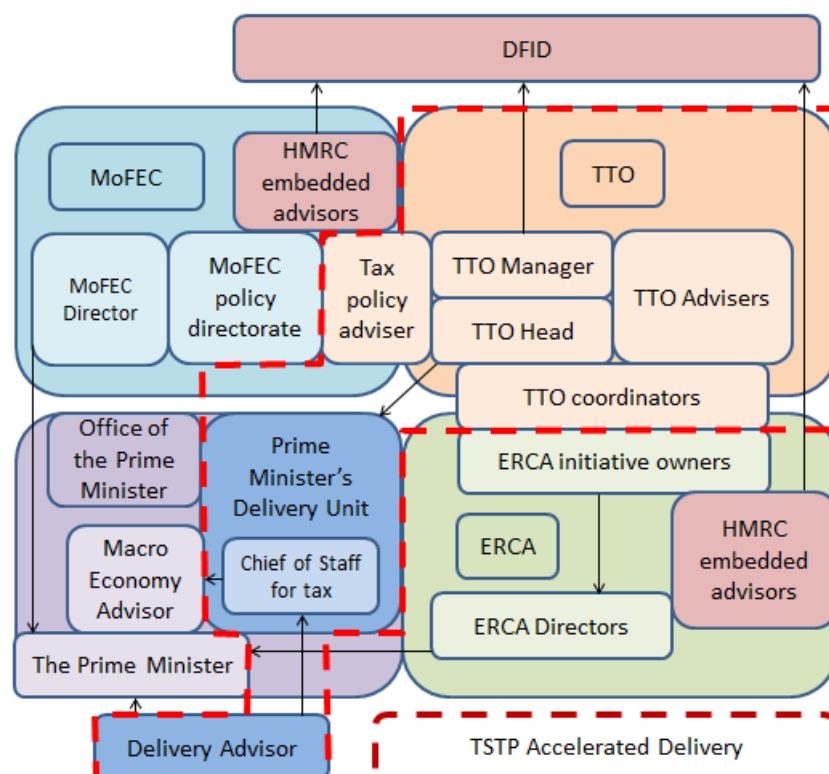 DFID
MoFEC
HMRC
embedded
advisors
TTO
MoFEC
Director
MoFEC
policy
directorate
Tax
policy
adviser
TTO Manager
TTO Head
TTO Advisers
TTO coordinators
Office of
the Prime
Minister
Prime
Minister’s
Delivery Unit
ERCA initiative owners
Macro
Economy
Advisor
Chief of Staff
for tax
ERCA
HMRC
embedded
advisors
ERCA Directors
The Prime Minister
Delivery Advisor
TSTP Accelerated Delivery